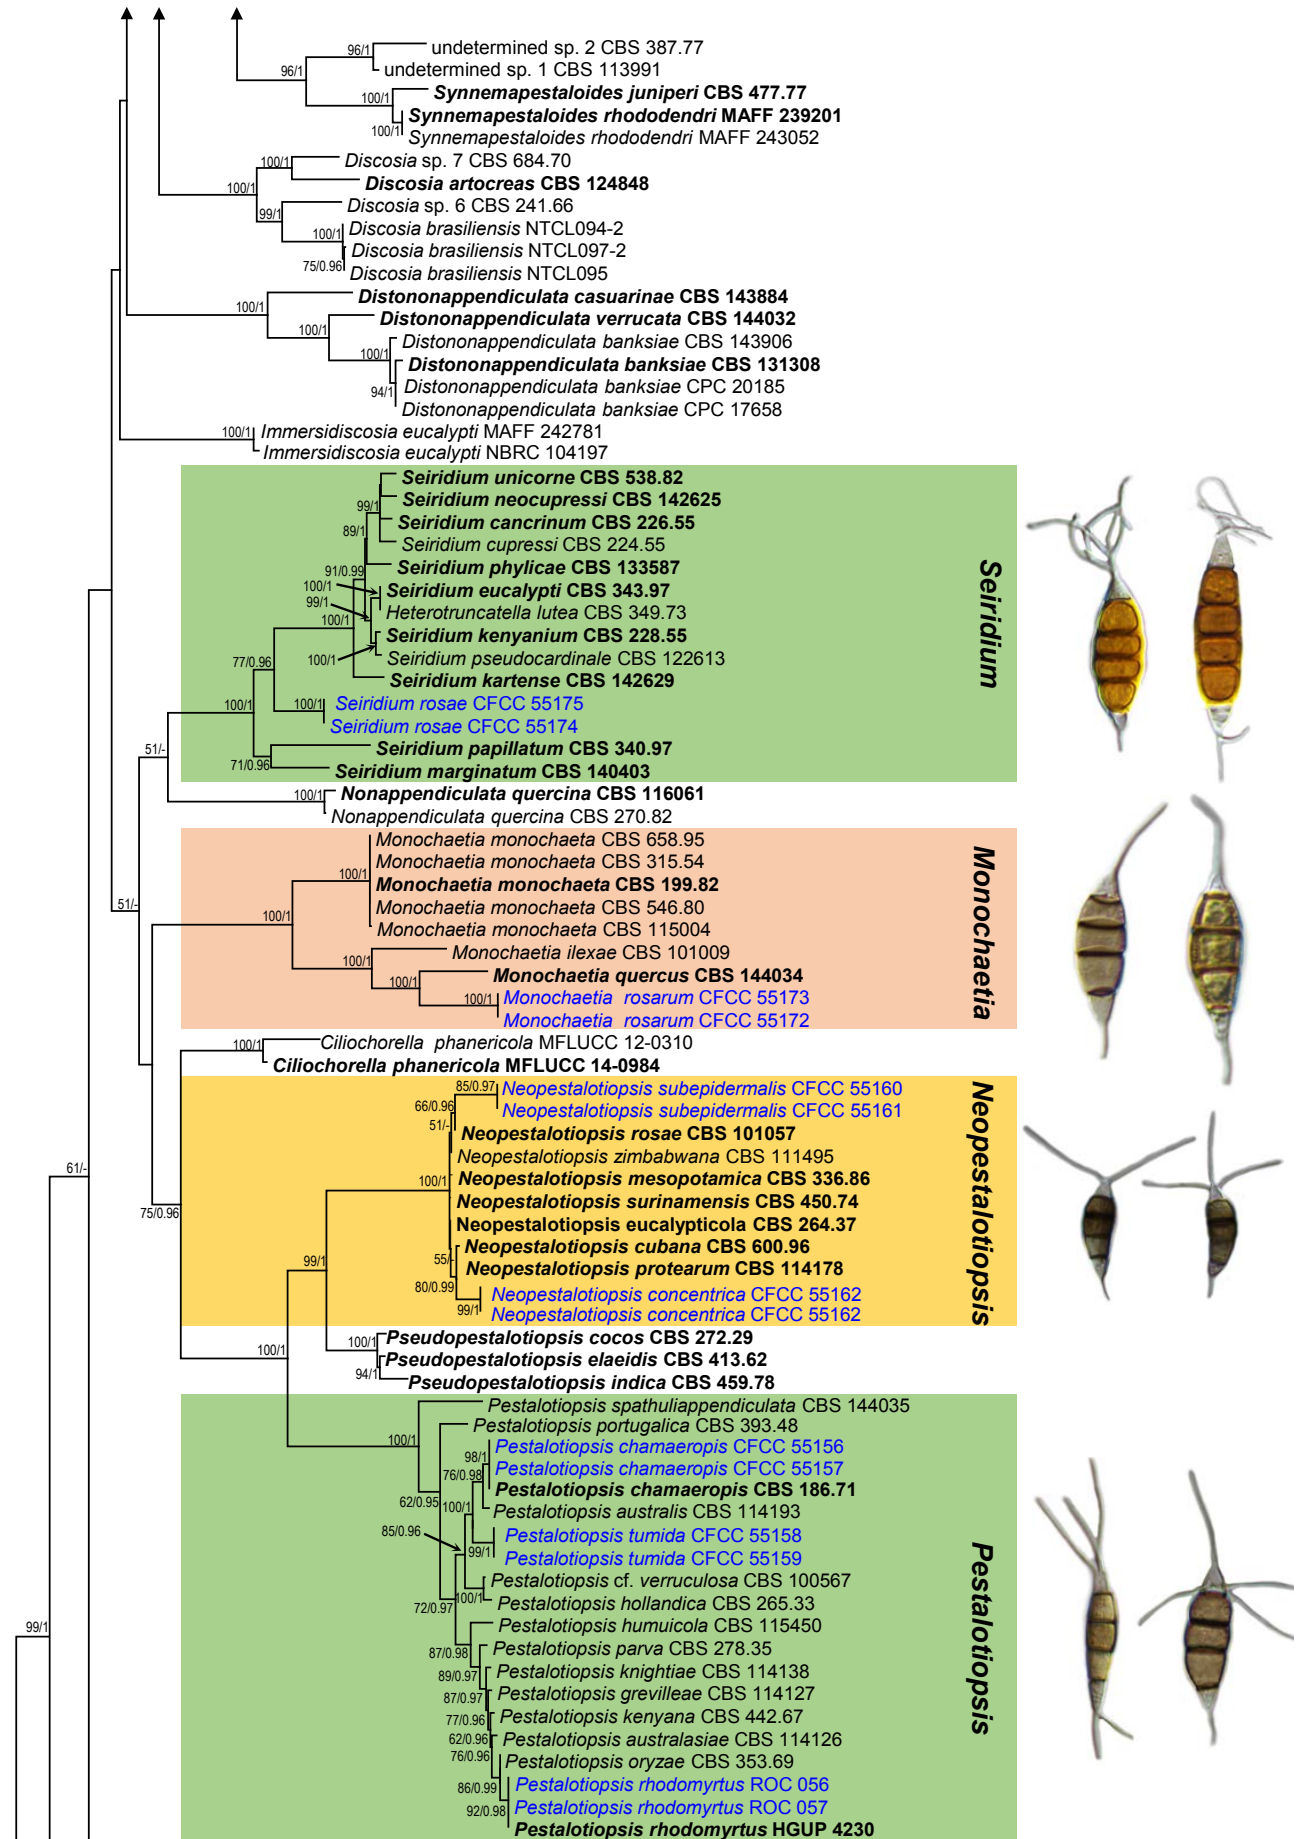 96/1
undetermined sp. 2 CBS 387.77
96/1
undetermined sp. 1 CBS 113991
100/1
Synnemapestaloides juniperi CBS 477.77
Synnemapestaloides rhododendri MAFF 239201
100/1
Synnemapestaloides rhododendri MAFF 243052
100/1
Discosia sp. 7 CBS 684.70
100/1
Discosia artocreas CBS 124848
99/1
Discosia sp. 6 CBS 241.66
100/1
Discosia brasiliensis NTCL094-2
Discosia brasiliensis NTCL097-2
75/0.96
Discosia brasiliensis NTCL095
100/1
Distononappendiculata casuarinae CBS 143884
100/1
Distononappendiculata verrucata CBS 144032
Distononappendiculata banksiae CBS 143906
100/1
Distononappendiculata banksiae CBS 131308
94/1
Distononappendiculata banksiae CPC 20185
Distononappendiculata banksiae CPC 17658
100/1
Immersidiscosia eucalypti MAFF 242781
Immersidiscosia eucalypti NBRC 104197
Seiridium unicorne CBS 538.82
99/1
Seiridium neocupressi CBS 142625
89/1
Seiridium cancrinum CBS 226.55
Seiridium cupressi CBS 224.55
91/0.99
Seiridium phylicae CBS 133587
100/1
Seiridium eucalypti CBS 343.97
99/1
Heterotruncatella lutea CBS 349.73
100/1
Seiridium kenyanium CBS 228.55
100/1
Seiridium pseudocardinale CBS 122613
77/0.96
Seiridium kartense CBS 142629
100/1
100/1
Seiridium rosae CFCC 55175
Seiridium rosae CFCC 55174
51/-
Seiridium papillatum CBS 340.97
71/0.96
Seiridium marginatum CBS 140403
Seiridium
100/1
Nonappendiculata quercina CBS 116061
Nonappendiculata quercina CBS 270.82
Monochaetia monochaeta CBS 658.95
Monochaetia monochaeta CBS 315.54
100/1
Monochaetia monochaeta CBS 199.82
51/-
100/1
Monochaetia monochaeta CBS 546.80
Monochaetia monochaeta CBS 115004
100/1
Monochaetia ilexae CBS 101009
100/1
Monochaetia quercus CBS 144034
100/1
Monochaetia rosarum CFCC 55173
Monochaetia rosarum CFCC 55172
Monochaetia
100/1
Ciliochorella phanericola MFLUCC 12-0310
Ciliochorella phanericola MFLUCC 14-0984
85/0.97
Neopestalotiopsis subepidermalis CFCC 55160
66/0.96
Neopestalotiopsis subepidermalis CFCC 55161
51/-
Neopestalotiopsis rosae CBS 101057
61/-
Neopestalotiopsis zimbabwana CBS 111495
100/1
Neopestalotiopsis mesopotamica CBS 336.86
75/0.96
Neopestalotiopsis surinamensis CBS 450.74
Neopestalotiopsis eucalypticola CBS 264.37
55/-
Neopestalotiopsis cubana CBS 600.96
99/1
Neopestalotiopsis protearum CBS 114178
80/0.99
Neopestalotiopsis concentrica CFCC 55162
99/1
Neopestalotiopsis concentrica CFCC 55162
Neopestalotiopsis
100/1
100/1
Pseudopestalotiopsis cocos CBS 272.29
Pseudopestalotiopsis elaeidis CBS 413.62
94/1
Pseudopestalotiopsis indica CBS 459.78
Pestalotiopsis spathuliappendiculata CBS 144035
100/1
Pestalotiopsis portugalica CBS 393.48
98/1
Pestalotiopsis chamaeropis CFCC 55156
76/0.98
Pestalotiopsis chamaeropis CFCC 55157
62/0.95
Pestalotiopsis chamaeropis CBS 186.71
100/1
Pestalotiopsis australis CBS 114193
85/0.96
Pestalotiopsis tumida CFCC 55158
99/1
Pestalotiopsis tumida CFCC 55159
Pestalotiopsis cf. verruculosa CBS 100567
72/0.97
100/1
Pestalotiopsis hollandica CBS 265.33
99/1
Pestalotiopsis humuicola CBS 115450
87/0.98
Pestalotiopsis parva CBS 278.35
89/0.97
Pestalotiopsis knightiae CBS 114138
87/0.97
Pestalotiopsis grevilleae CBS 114127
77/0.96
Pestalotiopsis kenyana CBS 442.67
62/0.96
Pestalotiopsis australasiae CBS 114126
76/0.96
Pestalotiopsis oryzae CBS 353.69
86/0.99
Pestalotiopsis rhodomyrtus ROC 056
92/0.98
Pestalotiopsis rhodomyrtus ROC 057
Pestalotiopsis rhodomyrtus HGUP 4230
Pestalotiopsis